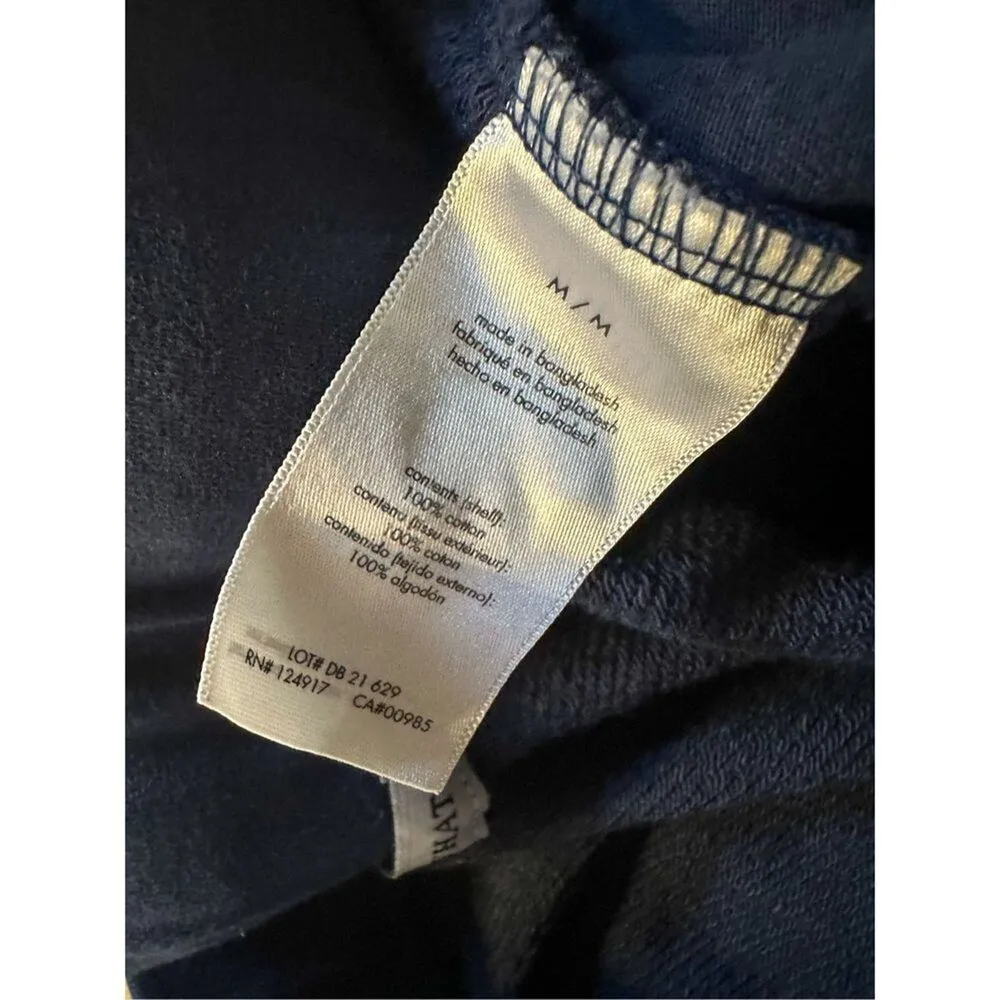 M / M
made in bangladesh
fabriqué en bangladesh
hecho en bangladesh
contents (shell):
100% cotton
contenu (tissu extérieur):
100% coton
contenido (tejido externo):
100% algodón
LOT# DB 21 629
RN# 124917 CA#00985
HAT